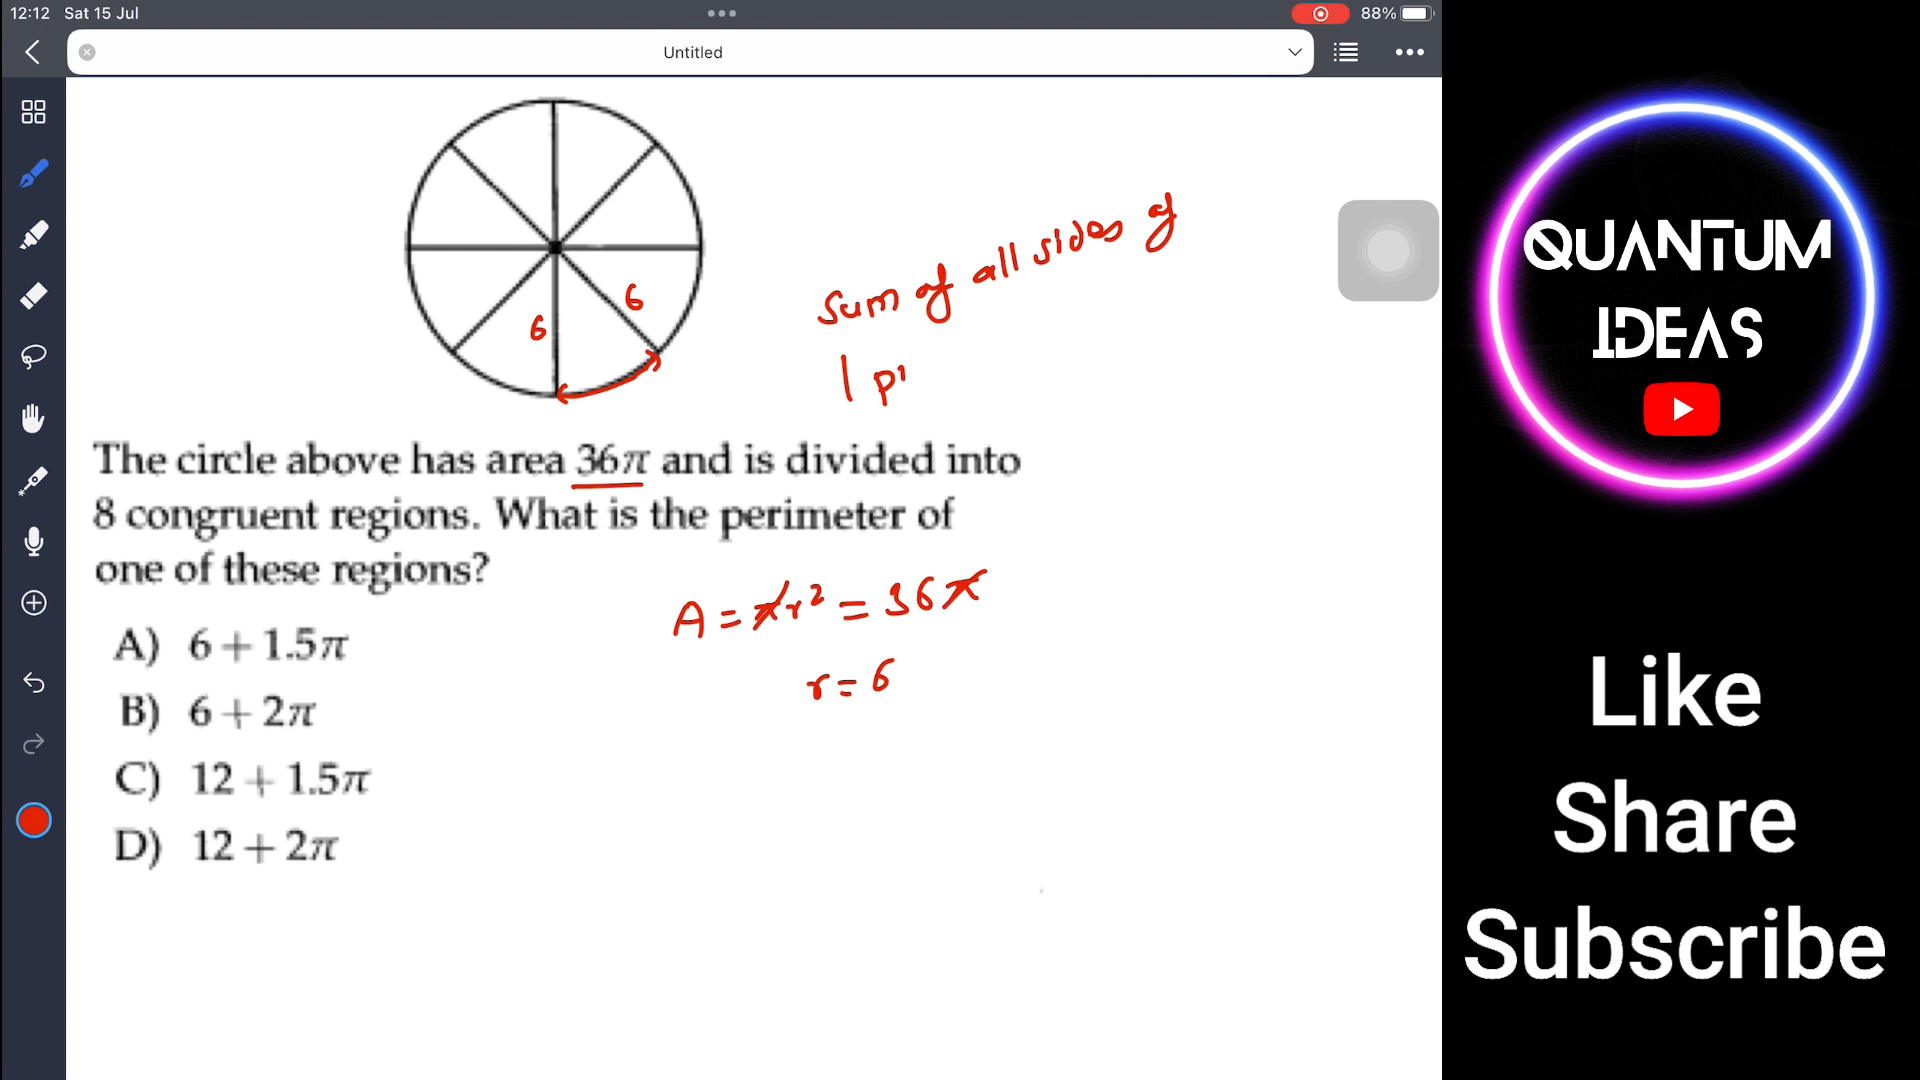 12:12 Sat 15 Jul
88%
Untitled
6
6
Sum of all sides of
1 p
The circle above has area 36π and is divided into
8 congruent regions. What is the perimeter of
one of these regions?
A = πr² = 36π
r = 6
A) 6 + 1.5π
B) 6 + 2π
C) 12 + 1.5π
D) 12 + 2π
QUANTUM
IDEAS
Like
Share
Subscribe